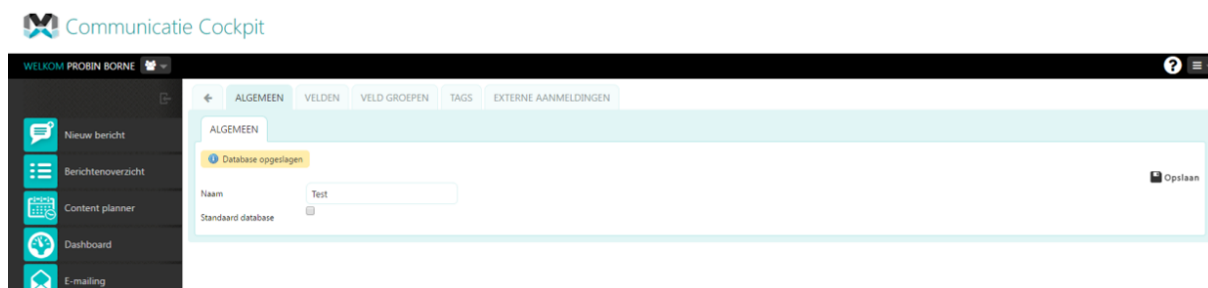 Communicatie Cockpit
WELKOM PROBIN BORNE
?
ALGEMEEN VELDEN VELD GROEPEN TAGS EXTERNE AANMELDINGEN
Nieuw bericht
ALGEMEEN
Database opgeslagen
Berichtenoverzicht
Opslaan
Naam Test
Content planner
Standaard database
Dashboard
E-mailing